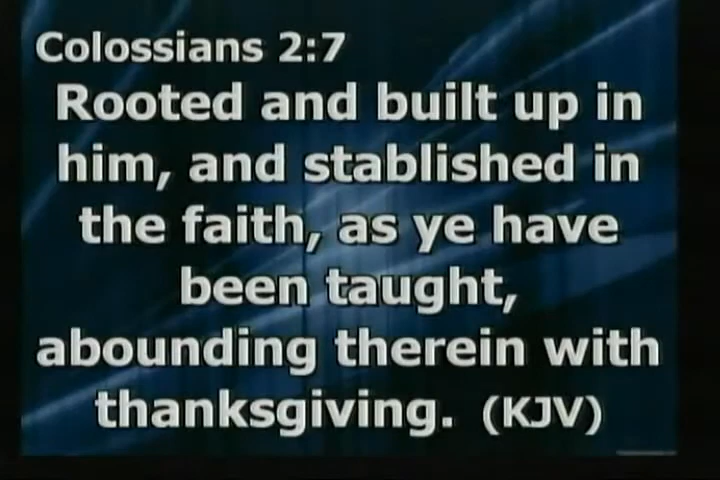 Colossians 2:7
Rooted and built up in
him, and stablished in
the faith, as ye have
been taught,
abounding therein with
thanksgiving. (KJV)